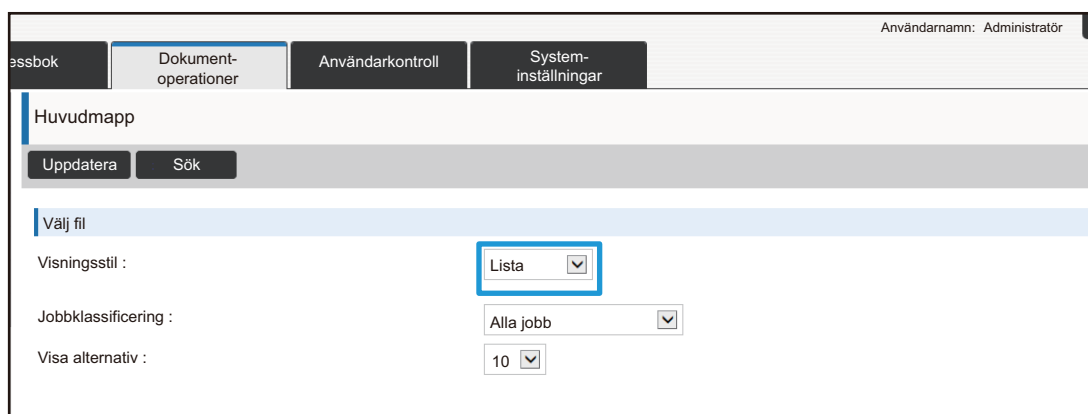 Användarnamn: Administratör
essbok
Dokument-
operationer
Användarkontroll
System-
inställningar
Huvudmapp
Uppdatera
Sök
Välj fil
Visningsstil :
Lista
Jobbklassificering :
Alla jobb
Visa alternativ :
10